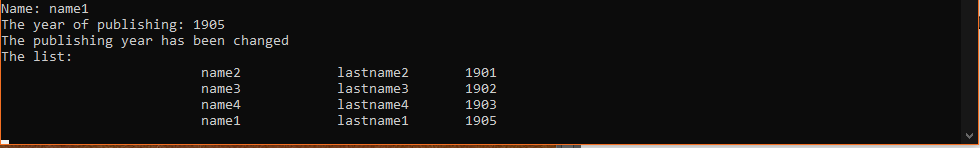 Name: name1
The year of publishing: 1905
The publishing year has been changed
The list:
name2 lastname2 1901
name3 lastname3 1902
name4 lastname4 1903
name1 lastname1 1905